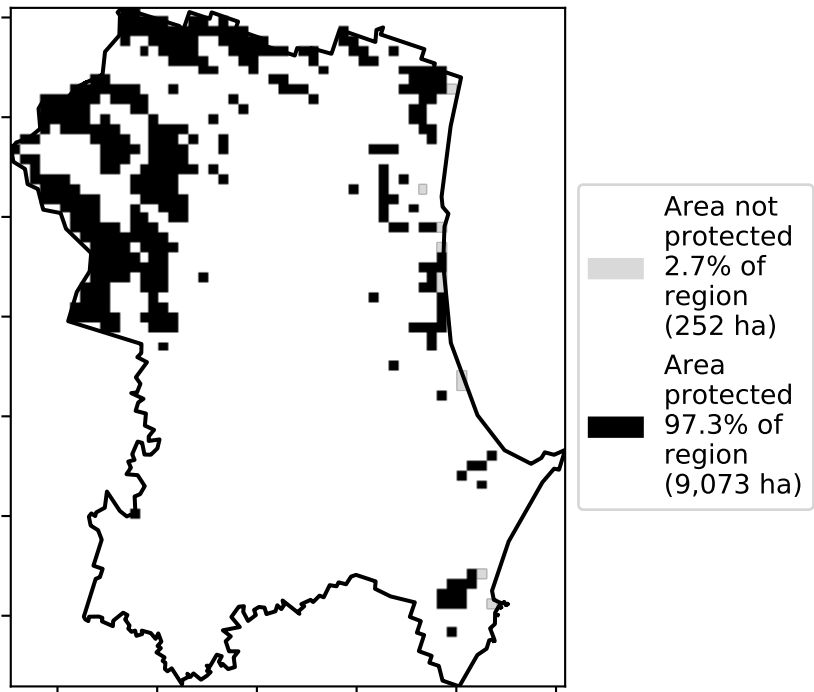 Area not
protected
2.7% of
region
(252 ha)
Area
protected
97.3% of
region
(9,073 ha)